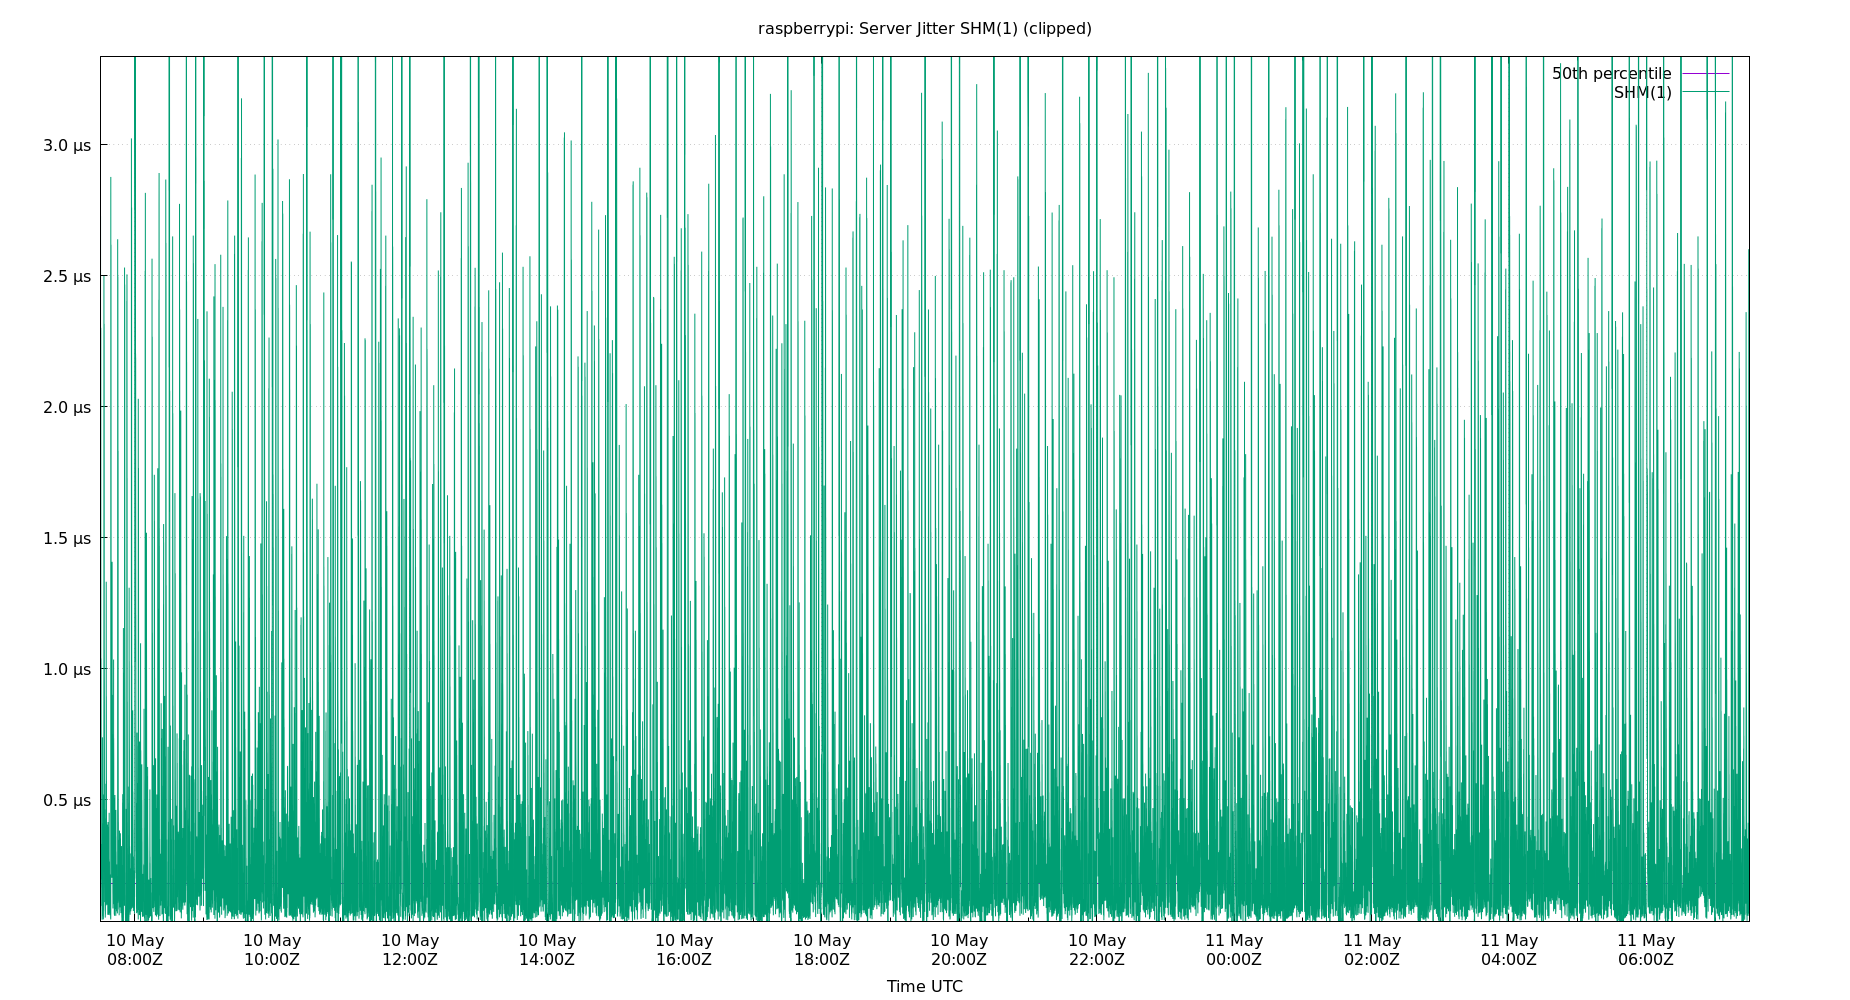 raspberrypi: Server Jitter SHM(1) (clipped)
50th percentile
SHM(1)
3.0 μs
2.5 μs
2.0 μs
1.5 μs
1.0 μs
0.5 μs
10 May 10 May 10 May 10 May 10 May 10 May 10 May 10 May 11 May 11 May 11 May 11 May
08:00Z 10:00Z 12:00Z 14:00Z 16:00Z 18:00Z 20:00Z 22:00Z 00:00Z 02:00Z 04:00Z 06:00Z
Time UTC